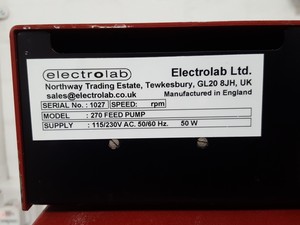 electrolab Electrolab Ltd.
Northway Trading Estate, Tewkesbury, GL20 8JH, UK
sales@electrolab.co.uk Manufactured in England
SERIAL No. : 1027 SPEED: rpm
MODEL : 270 FEED PUMP
SUPPLY : 115/230V AC. 50/60 Hz. 50 W